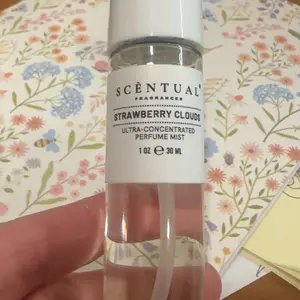 SCĒNTUAL®
FRAGRANCES
STRAWBERRY CLOUDS
ULTRA-CONCENTRATED
PERFUME MIST
1 OZ ℮ 30 ML